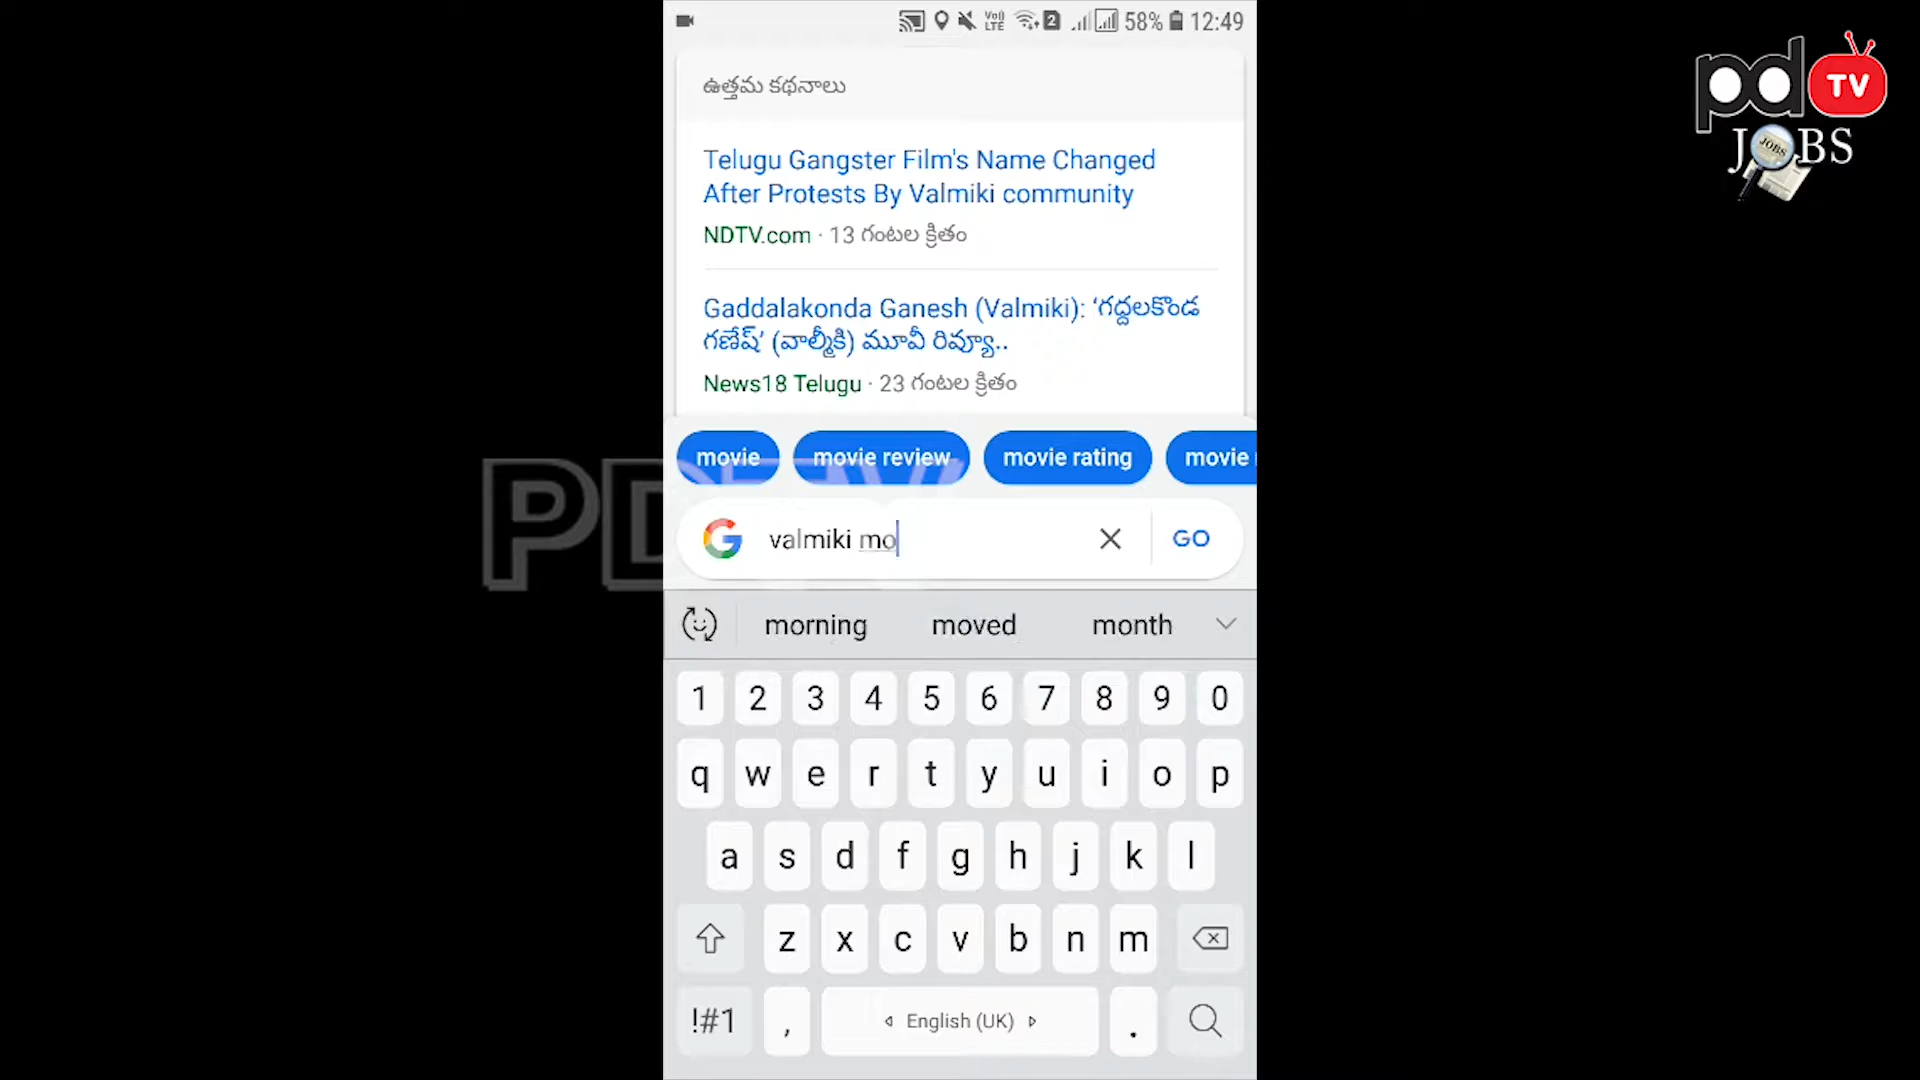 58% 12:49
pd TV
JOBS
ఉత్తమ కథనాలు
Telugu Gangster Film's Name Changed
After Protests By Valmiki community
NDTV.com · 13 గంటల క్రితం
Gaddalakonda Ganesh (Valmiki): ‘గద్దలకొండ
గణేష్’ (వాల్మీకి) మూవీ రివ్యూ..
News18 Telugu · 23 గంటల క్రితం
movie movie review movie rating movie
PDTV
valmiki mo GO
morning moved month
1 2 3 4 5 6 7 8 9 0
q w e r t y u i o p
a s d f g h j k l
z x c v b n m
!#1 , English (UK) .